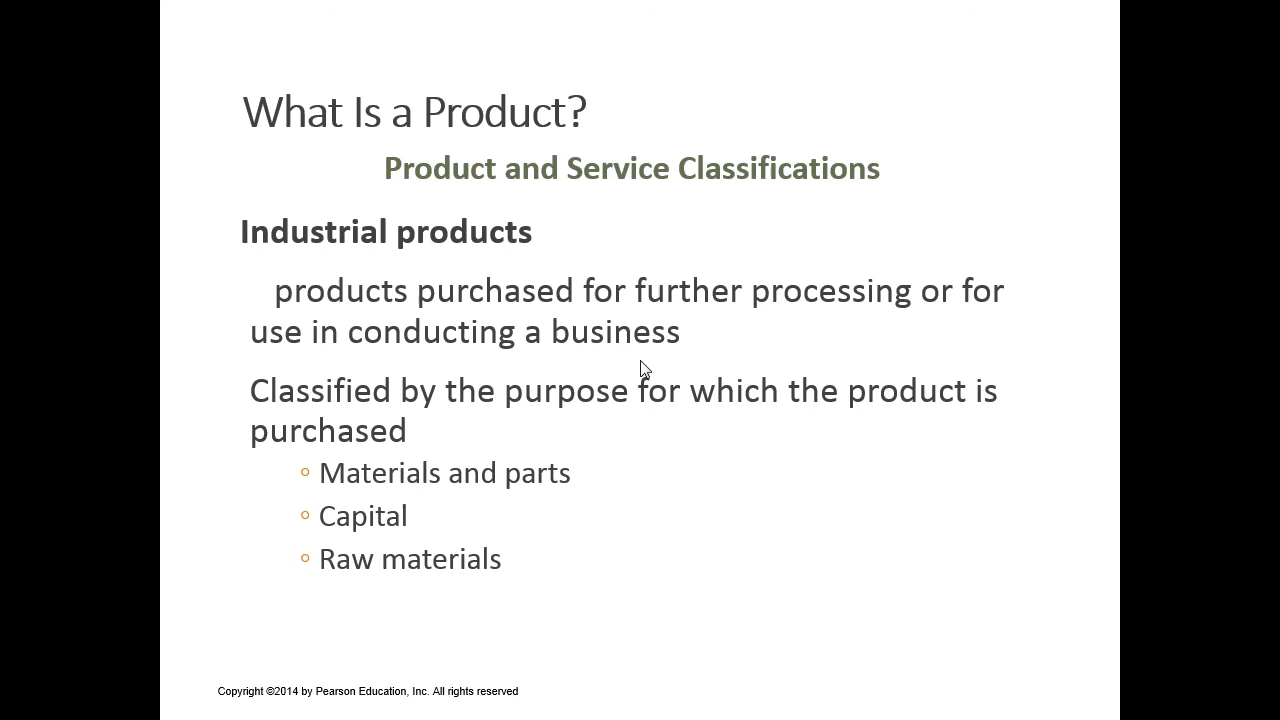 What Is a Product?
Product and Service Classifications
Industrial products
products purchased for further processing or for
use in conducting a business
Classified by the purpose for which the product is
purchased
◦ Materials and parts
◦ Capital
◦ Raw materials
Copyright ©2014 by Pearson Education, Inc. All rights reserved